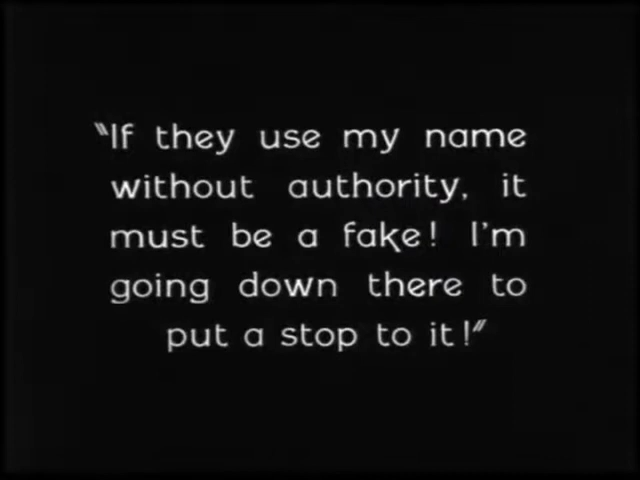 "If they use my name
without authority, it
must be a fake! I'm
going down there to
put a stop to it!"